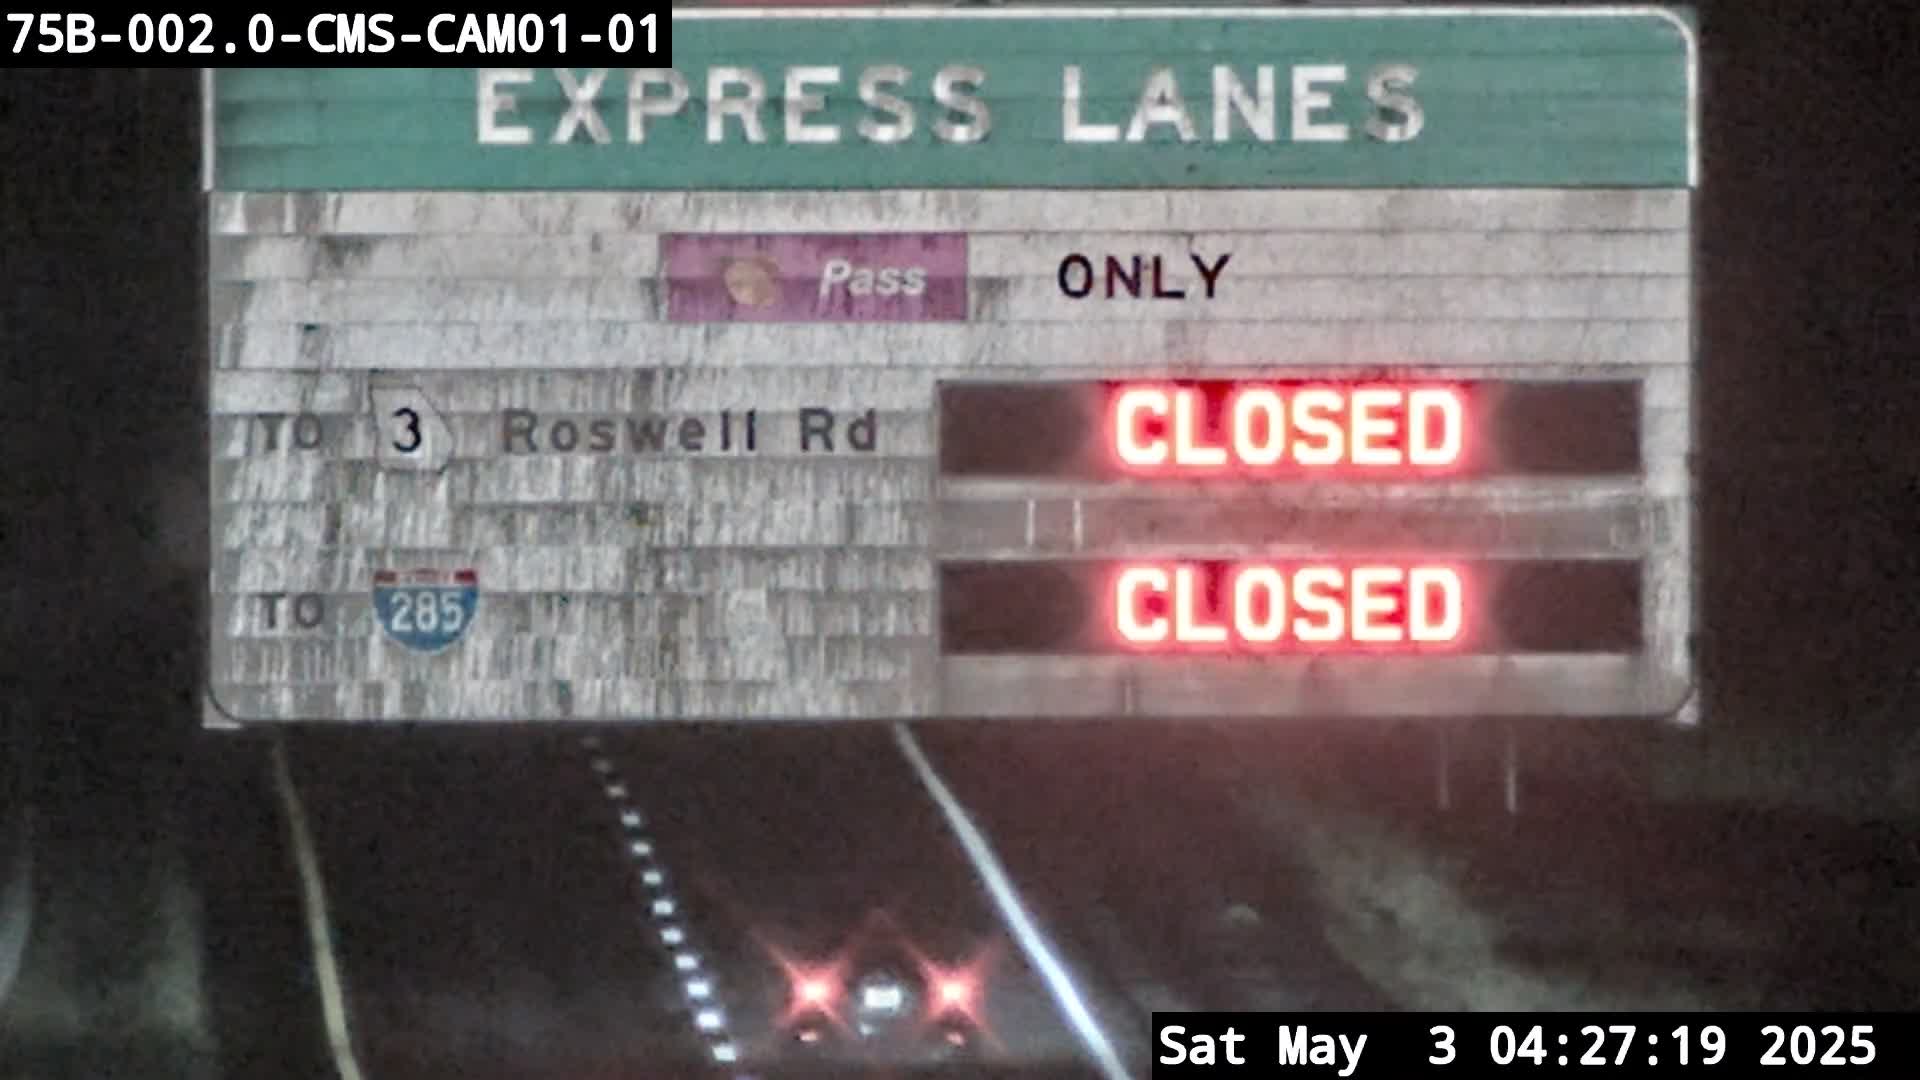 75B-002.0-CMS-CAM01-01
EXPRESS LANES
Pass ONLY
TO 3 Roswell Rd CLOSED
TO 285 CLOSED
Sat May 3 04:27:19 2025